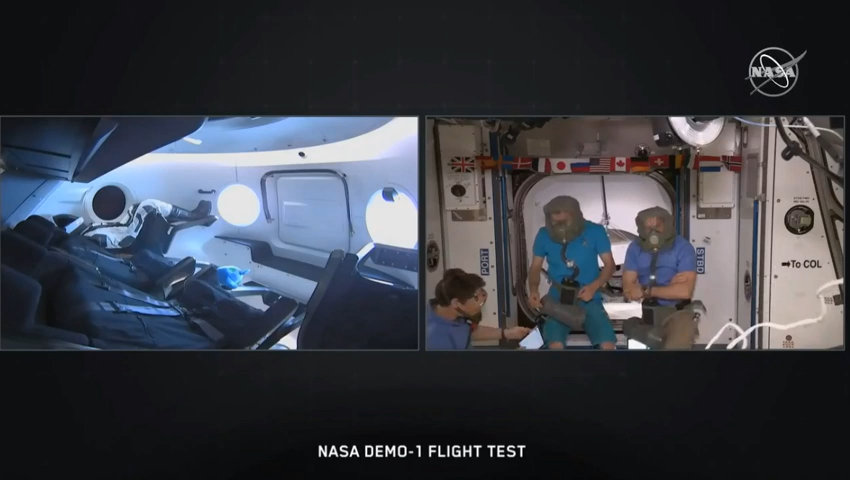 NASA
PORT
STBD
To COL
NASA DEMO-1 FLIGHT TEST